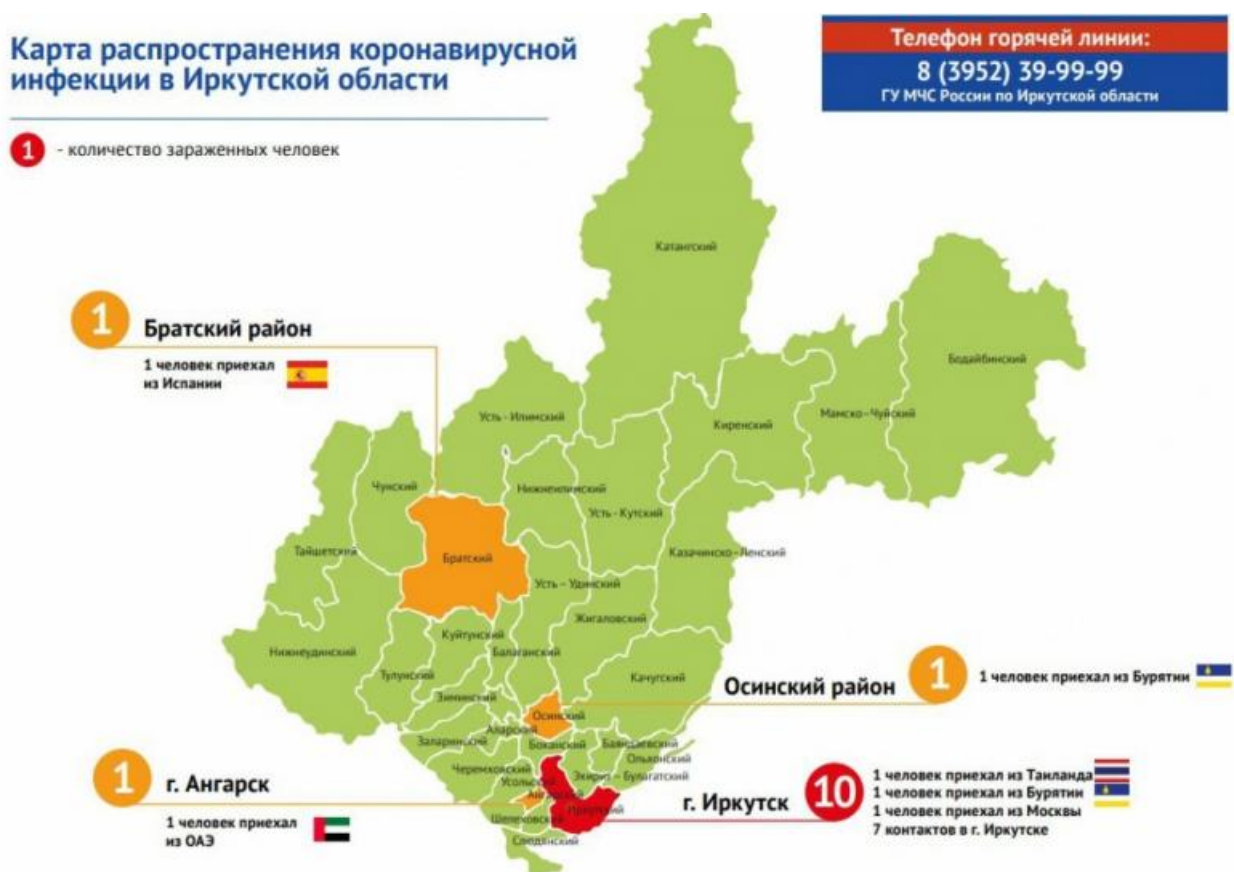 Карта распространения коронавирусной
инфекции в Иркутской области
Телефон горячей линии:
8 (3952) 39-99-99
ГУ МЧС России по Иркутской области
1 - количество зараженных человек
Катангский
1 Братский район
1 человек приехал
из Испании
Бодайбинский
Мамско-Чуйский
Киренский
Усть - Илимский
Чунский
Нижнеилимский
Усть - Кутский
Тайшетский
Братский
Казачинско - Ленский
Усть - Удинский
Жигаловский
Куйтунский
Нижнеудинский
Балаганский
Тулунский
Качугский
Зиминский
Осинский район 1
1 человек приехал из Бурятии
Осинский
Аларский
Заларинский
Боханский
Баяндаевский
Ольхонский
Черемховский
Эхирит - Булагатский
Усольский
Ангарский
Иркутский
Шелеховский
Слюдянский
1 г. Ангарск
1 человек приехал
из ОАЭ
г. Иркутск 10
1 человек приехал из Таиланда
1 человек приехал из Бурятии
1 человек приехал из Москвы
7 контактов в г. Иркутске